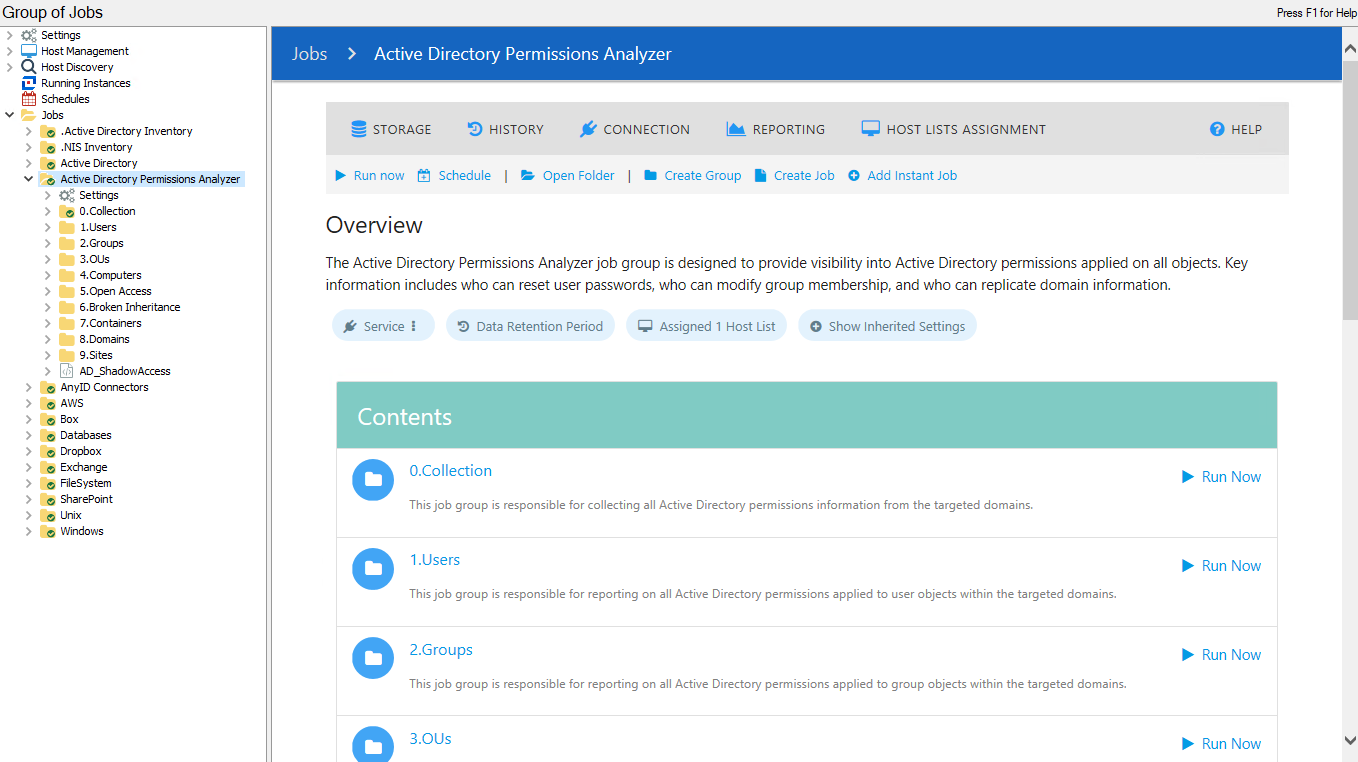 Group of Jobs
Press F1 for Help
Settings
Host Management
Host Discovery
Running Instances
Schedules
Jobs
.Active Directory Inventory
.NIS Inventory
Active Directory
Active Directory Permissions Analyzer
Settings
0.Collection
1.Users
2.Groups
3.OUs
4.Computers
5.Open Access
6.Broken Inheritance
7.Containers
8.Domains
9.Sites
AD_ShadowAccess
AnyID Connectors
AWS
Box
Databases
Dropbox
Exchange
FileSystem
SharePoint
Unix
Windows
Jobs > Active Directory Permissions Analyzer
STORAGE HISTORY CONNECTION REPORTING HOST LISTS ASSIGNMENT HELP
Run now Schedule | Open Folder | Create Group Create Job Add Instant Job
Overview
The Active Directory Permissions Analyzer job group is designed to provide visibility into Active Directory permissions applied on all objects. Key
information includes who can reset user passwords, who can modify group membership, and who can replicate domain information.
Service Data Retention Period Assigned 1 Host List Show Inherited Settings
Contents
0.Collection
Run Now
This job group is responsible for collecting all Active Directory permissions information from the targeted domains.
1.Users
Run Now
This job group is responsible for reporting on all Active Directory permissions applied to user objects within the targeted domains.
2.Groups
Run Now
This job group is responsible for reporting on all Active Directory permissions applied to group objects within the targeted domains.
3.OUs
Run Now